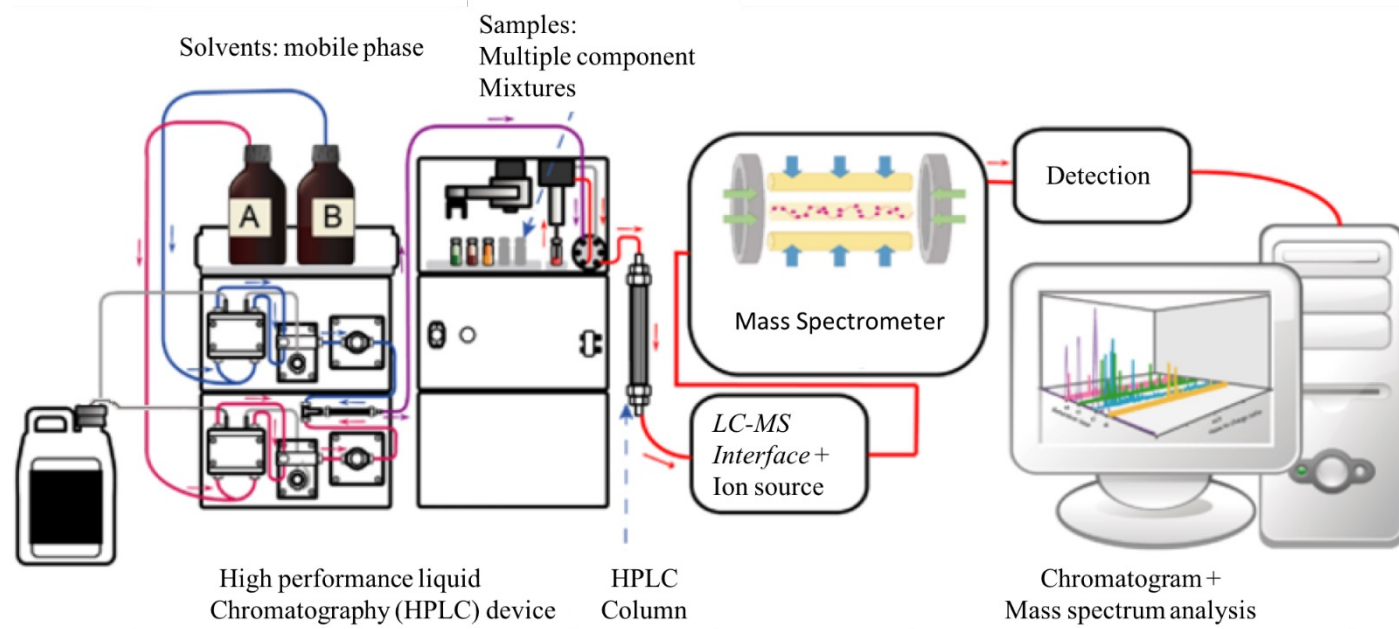 Solvents: mobile phase
Samples:
Multiple component
Mixtures
A
B
Mass Spectrometer
Detection
LC-MS
Interface +
Ion source
High performance liquid
Chromatography (HPLC) device
HPLC
Column
Chromatogram +
Mass spectrum analysis